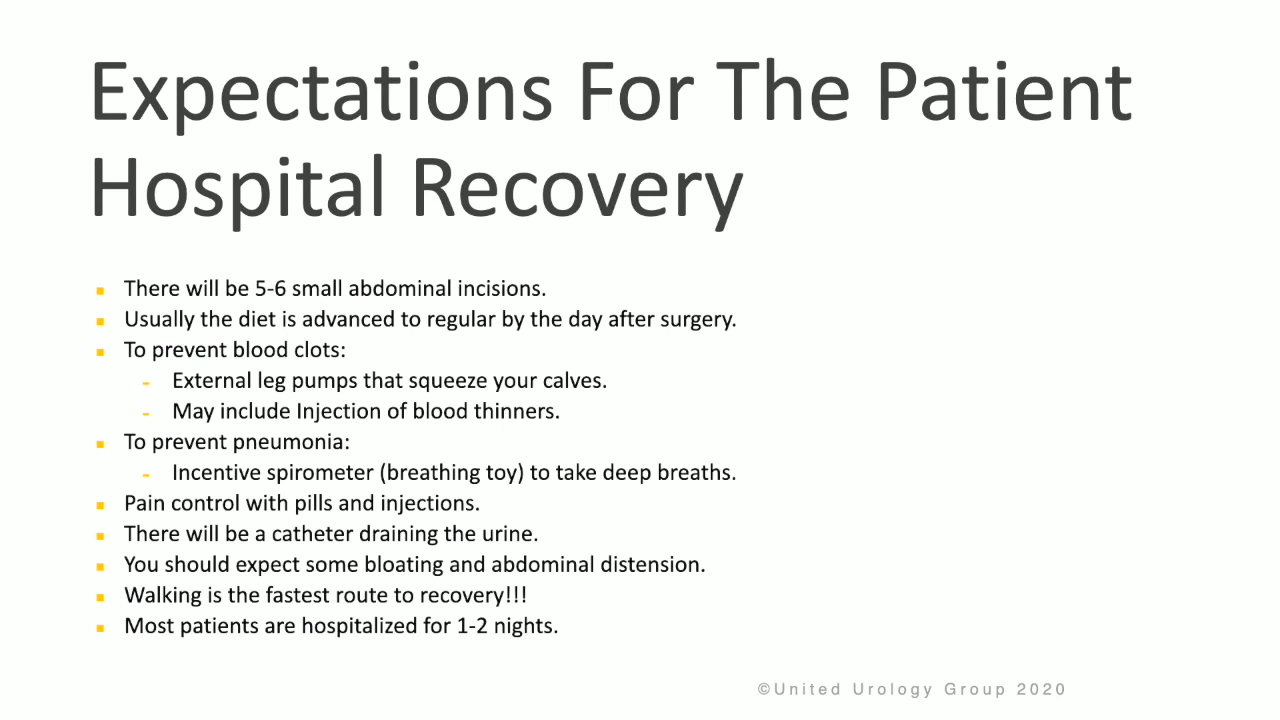 Expectations For The Patient
Hospital Recovery
▪ There will be 5-6 small abdominal incisions.
▪ Usually the diet is advanced to regular by the day after surgery.
▪ To prevent blood clots:
- External leg pumps that squeeze your calves.
- May include Injection of blood thinners.
▪ To prevent pneumonia:
- Incentive spirometer (breathing toy) to take deep breaths.
▪ Pain control with pills and injections.
▪ There will be a catheter draining the urine.
▪ You should expect some bloating and abdominal distension.
▪ Walking is the fastest route to recovery!!!
▪ Most patients are hospitalized for 1-2 nights.
©United Urology Group 2020